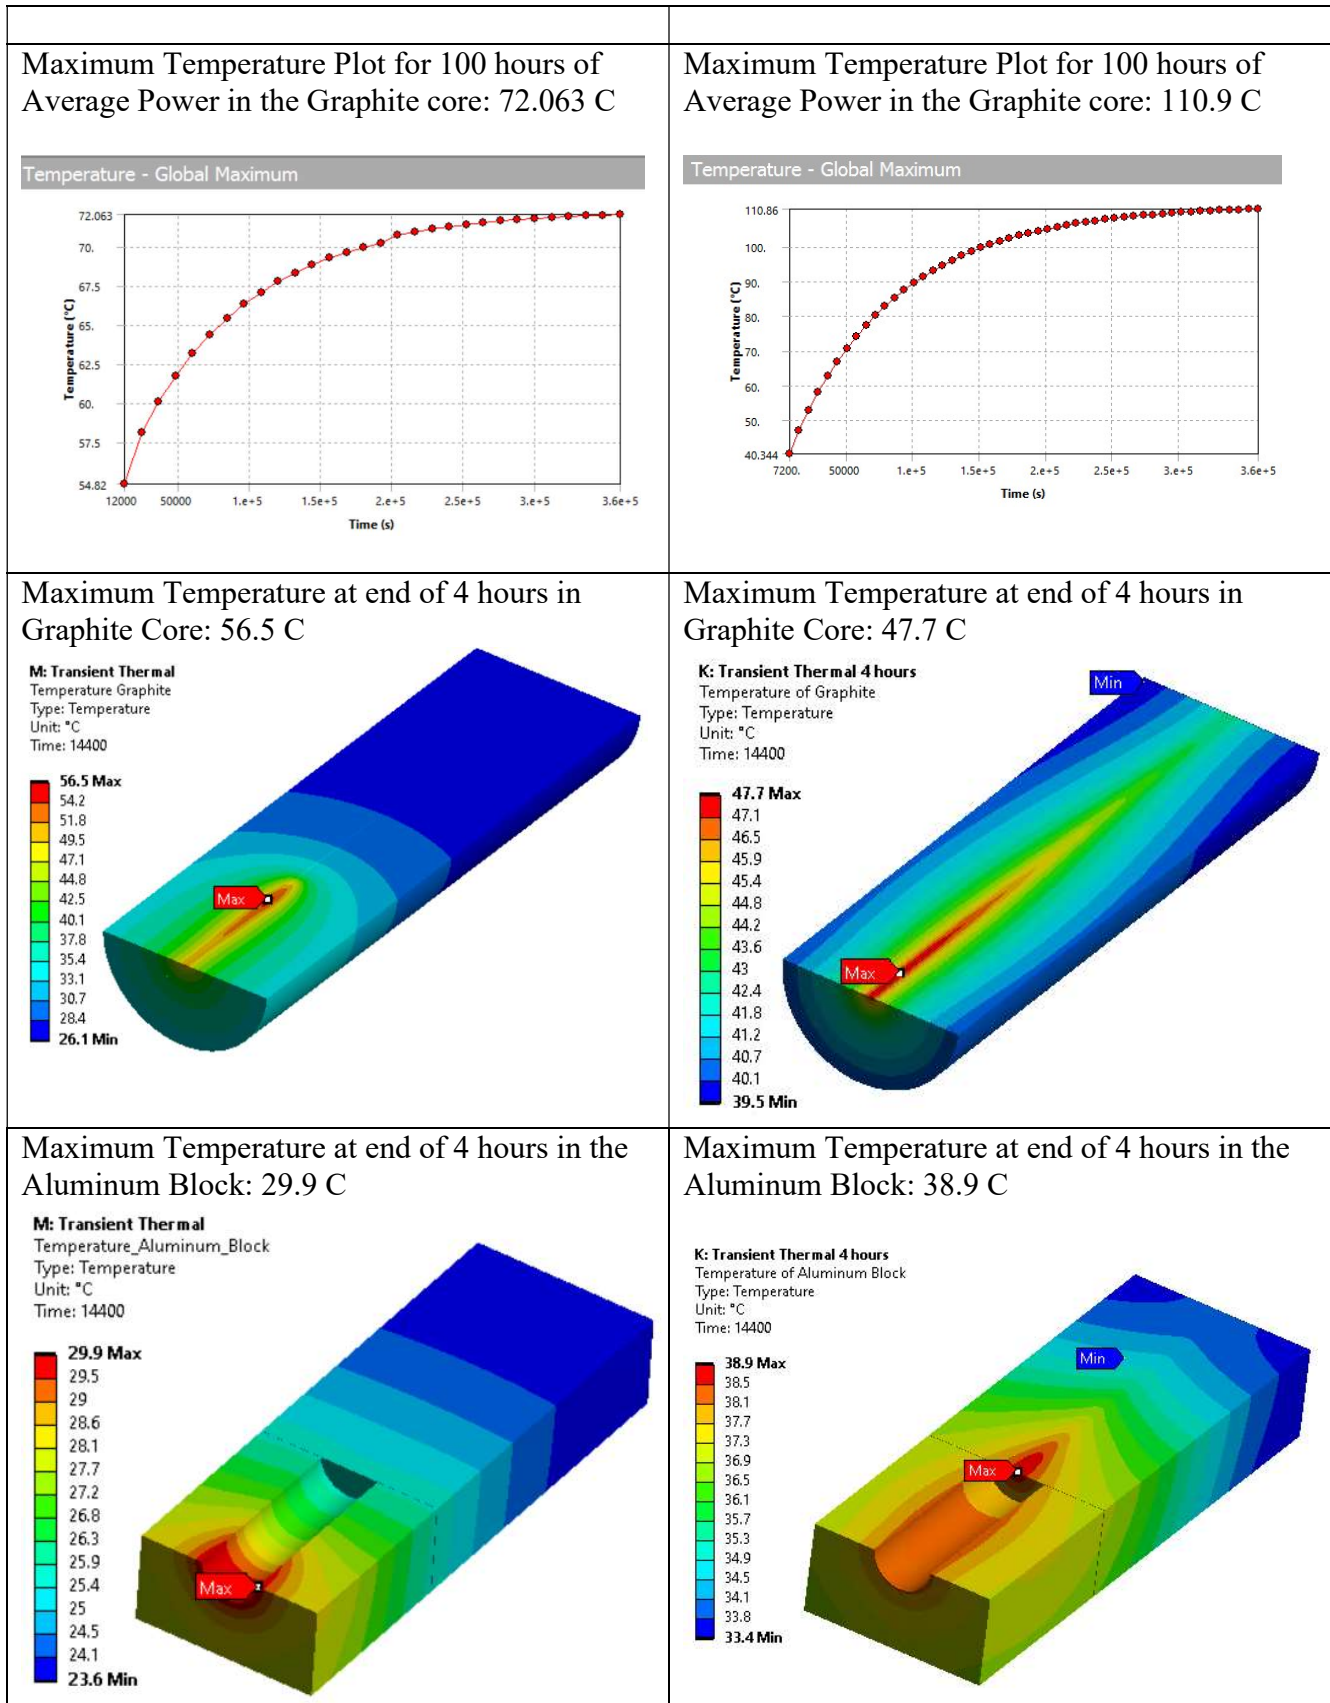 Maximum Temperature Plot for 100 hours of
Average Power in the Graphite core: 72.063 C
Temperature - Global Maximum
72.063
70.
67.5
65.
62.5
60.
57.5
54.82
Temperature (°C)
12000 50000 1.e+5 1.5e+5 2.e+5 2.5e+5 3.e+5 3.6e+5
Time (s)
Maximum Temperature Plot for 100 hours of
Average Power in the Graphite core: 110.9 C
Temperature - Global Maximum
110.86
100.
90.
80.
70.
60.
50.
40.344
Temperature (°C)
7200. 50000 1.e+5 1.5e+5 2.e+5 2.5e+5 3.e+5 3.6e+5
Time (s)
Maximum Temperature at end of 4 hours in
Graphite Core: 56.5 C
M: Transient Thermal
Temperature Graphite
Type: Temperature
Unit: °C
Time: 14400
56.5 Max
54.2
51.8
49.5
47.1
44.8
42.5
40.1
37.8
35.4
33.1
30.7
28.4
26.1 Min
Max
Maximum Temperature at end of 4 hours in
Graphite Core: 47.7 C
K: Transient Thermal 4 hours
Temperature of Graphite
Type: Temperature
Unit: °C
Time: 14400
Min
47.7 Max
47.1
46.5
45.9
45.4
44.8
44.2
43.6
43
42.4
41.8
41.2
40.7
40.1
39.5 Min
Max
Maximum Temperature at end of 4 hours in the
Aluminum Block: 29.9 C
M: Transient Thermal
Temperature_Aluminum_Block
Type: Temperature
Unit: °C
Time: 14400
29.9 Max
29.5
29
28.6
28.1
27.7
27.2
26.8
26.3
25.9
25.4
25
24.5
24.1
23.6 Min
Max
Maximum Temperature at end of 4 hours in the
Aluminum Block: 38.9 C
K: Transient Thermal 4 hours
Temperature of Aluminum Block
Type: Temperature
Unit: °C
Time: 14400
Min
38.9 Max
38.5
38.1
37.7
37.3
36.9
36.5
36.1
35.7
35.3
34.9
34.5
34.1
33.8
33.4 Min
Max